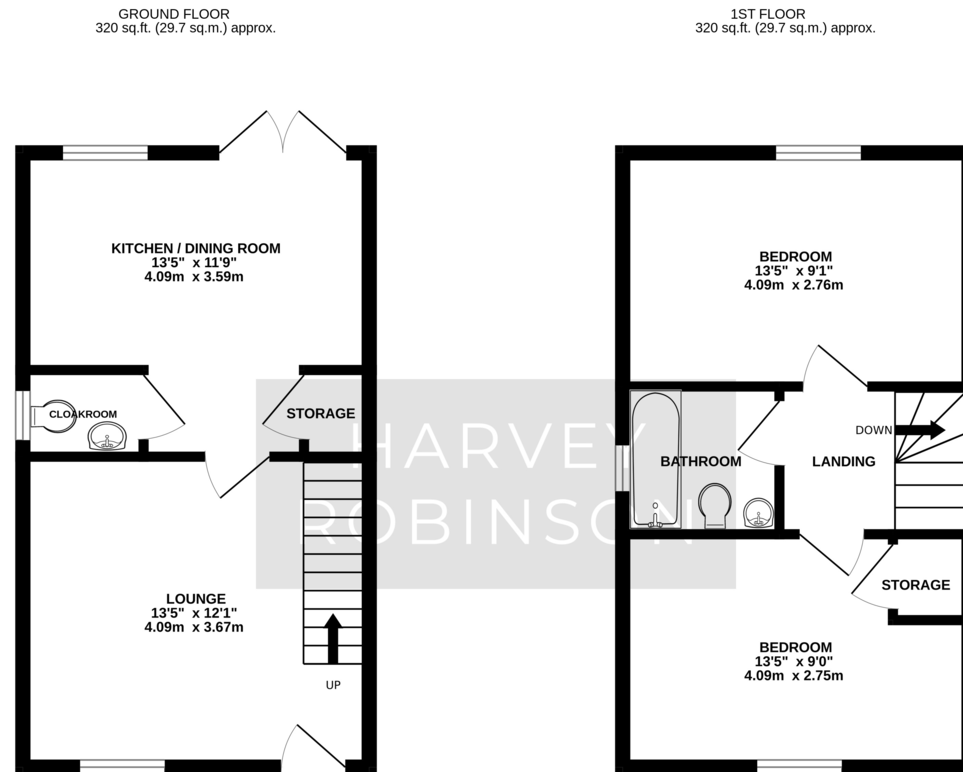 GROUND FLOOR
320 sq.ft. (29.7 sq.m.) approx.
KITCHEN / DINING ROOM
13'5" x 11'9"
4.09m x 3.59m
CLOAKROOM
STORAGE
LOUNGE
13'5" x 12'1"
4.09m x 3.67m
UP
1ST FLOOR
320 sq.ft. (29.7 sq.m.) approx.
BEDROOM
13'5" x 9'1"
4.09m x 2.76m
DOWN
BATHROOM
LANDING
STORAGE
BEDROOM
13'5" x 9'0"
4.09m x 2.75m
HARVEY
ROBINSON